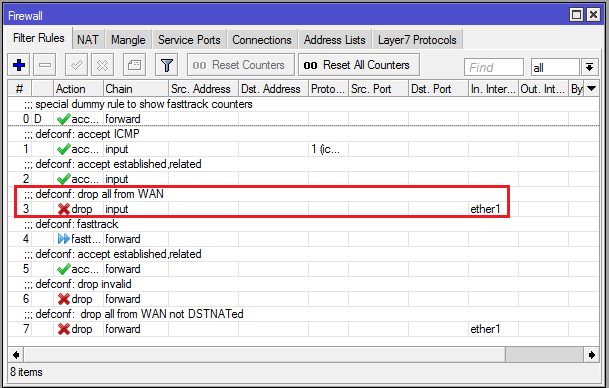 Firewall
Filter Rules NAT Mangle Service Ports Connections Address Lists Layer7 Protocols
00 Reset Counters 00 Reset All Counters Find all
# Action Chain Src. Address Dst. Address Proto... Src. Port Dst. Port In. Inter... Out. Int... By
;;; special dummy rule to show fasttrack counters
0 D acc... forward
;;; defconf: accept ICMP
1 acc... input 1 (ic...
;;; defconf: accept established,related
2 acc... input
;;; defconf: drop all from WAN
3 drop input ether1
;;; defconf: fasttrack
4 fastt... forward
;;; defconf: accept established,related
5 acc... forward
;;; defconf: drop invalid
6 drop forward
;;; defconf:  drop all from WAN not DSTNATed
7 drop forward ether1
8 items